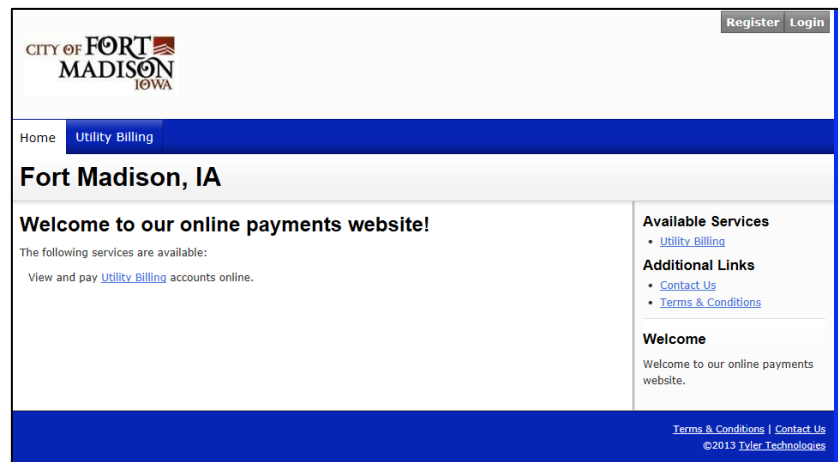 Register Login
CITY OF FORT
MADISON
IOWA
Home Utility Billing
Fort Madison, IA
Welcome to our online payments website!
The following services are available:
View and pay Utility Billing accounts online.
Available Services
• Utility Billing
Additional Links
• Contact Us
• Terms & Conditions
Welcome
Welcome to our online payments
website.
Terms & Conditions | Contact Us
©2013 Tyler Technologies